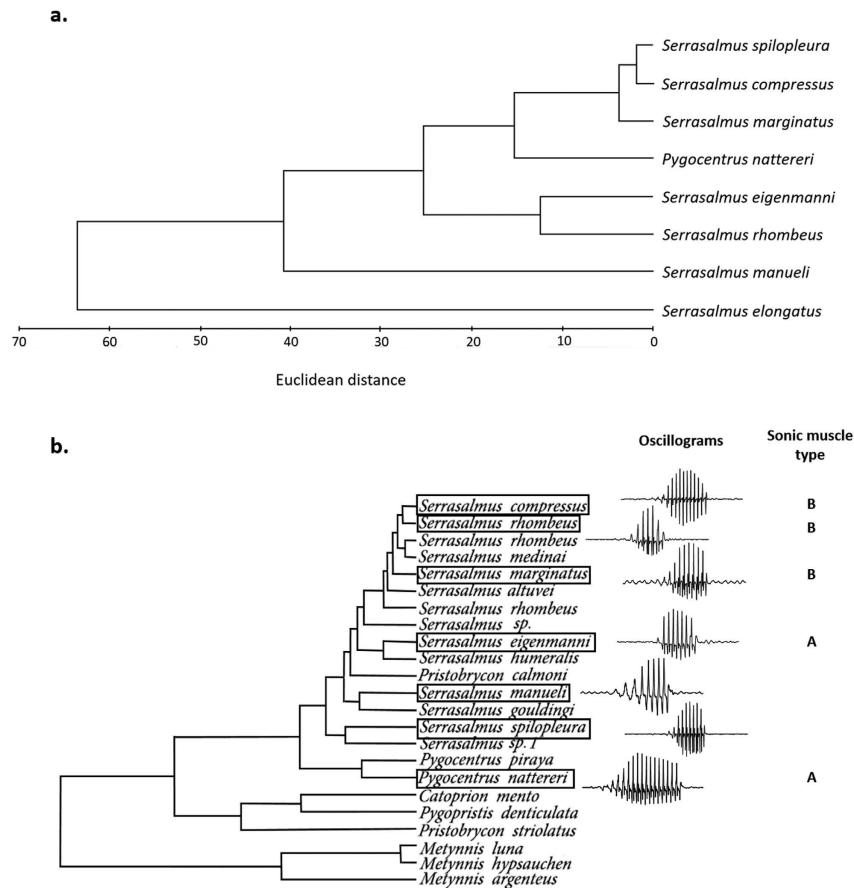 a.
Serrasalmus spilopleura
Serrasalmus compressus
Serrasalmus marginatus
Pygocentrus nattereri
Serrasalmus eigenmanni
Serrasalmus rhombeus
Serrasalmus manueli
Serrasalmus elongatus
70 60 50 40 30 20 10 0
Euclidean distance
b.
Oscillograms
Sonic muscle
type
Serrasalmus compressus B
Serrasalmus rhombeus B
Serrasalmus rhombeus
Serrasalmus medinai
Serrasalmus marginatus B
Serrasalmus altuvei
Serrasalmus rhombeus
Serrasalmus sp.
Serrasalmus eigenmanni A
Serrasalmus humeralis
Pristobrycon calmoni
Serrasalmus manueli
Serrasalmus gouldingi
Serrasalmus spilopleura
Serrasalmus sp.1
Pygocentrus piraya
Pygocentrus nattereri A
Catoprion mento
Pygopristis denticulata
Pristobrycon striolatus
Metynnis luna
Metynnis hypsauchen
Metynnis argenteus